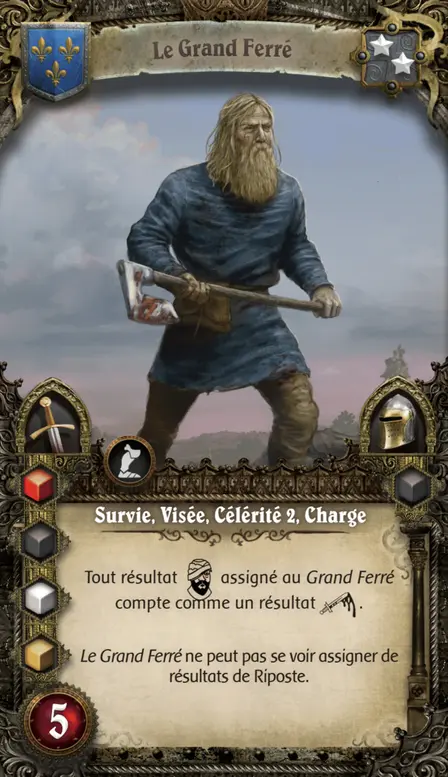 Le Grand Ferré
Survie, Visée, Célérité 2, Charge
Tout résultat assigné au Grand Ferré
compte comme un résultat .
Le Grand Ferré ne peut pas se voir assigner de
résultats de Riposte.
5